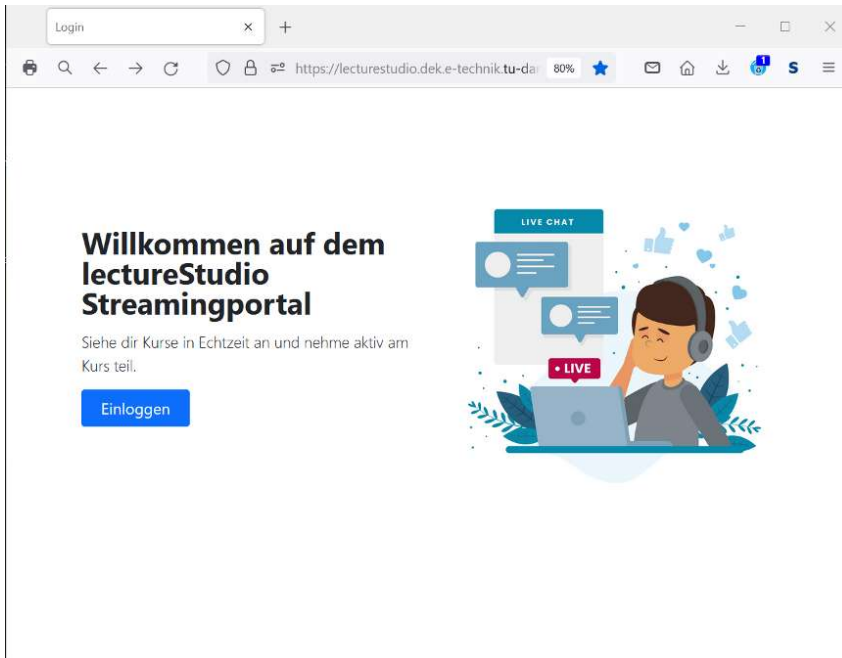 Login
https://lecturestudio.dek.e-technik.tu-da
80%
1
S
LIVE CHAT
Willkommen auf dem
lectureStudio
Streamingportal
Siehe dir Kurse in Echtzeit an und nehme aktiv am
Kurs teil.
• LIVE
Einloggen